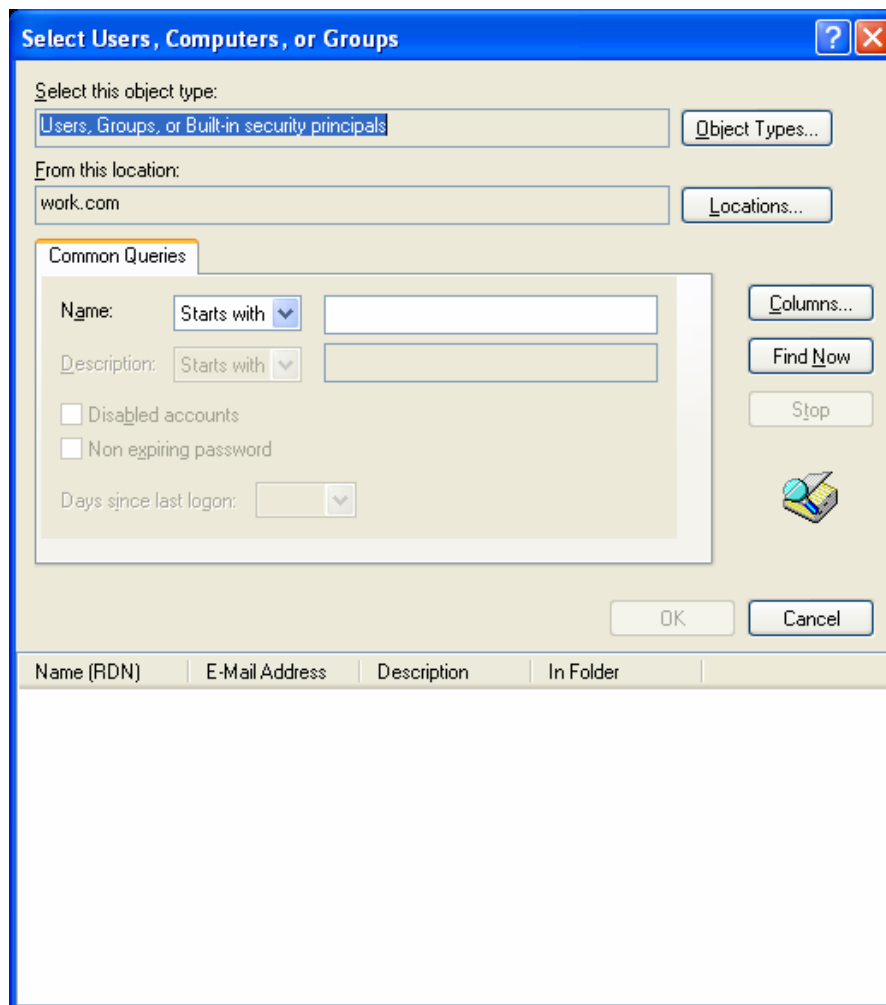 Select Users, Computers, or Groups
Select this object type:
Users, Groups, or Built-in security principals
Object Types...
From this location:
work.com
Locations...
Common Queries
Name:
Starts with
Columns...
Description:
Starts with
Find Now
Disabled accounts
Stop
Non expiring password
Days since last logon:
OK
Cancel
Name (RDN)
E-Mail Address
Description
In Folder